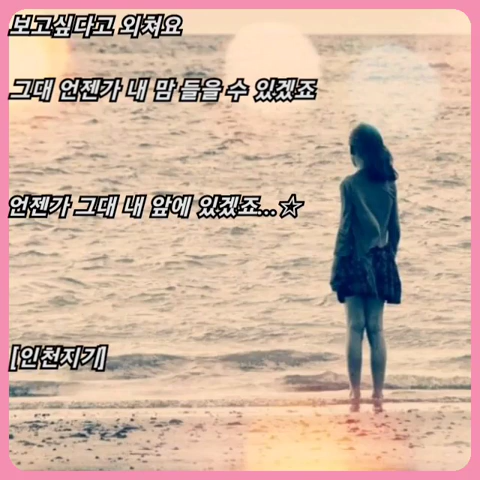 보고싶다고 외쳐요
그대 언젠가 내 맘 들을 수 있겠죠
언젠가 그대 내 앞에 있겠죠...☆
[인천지기]